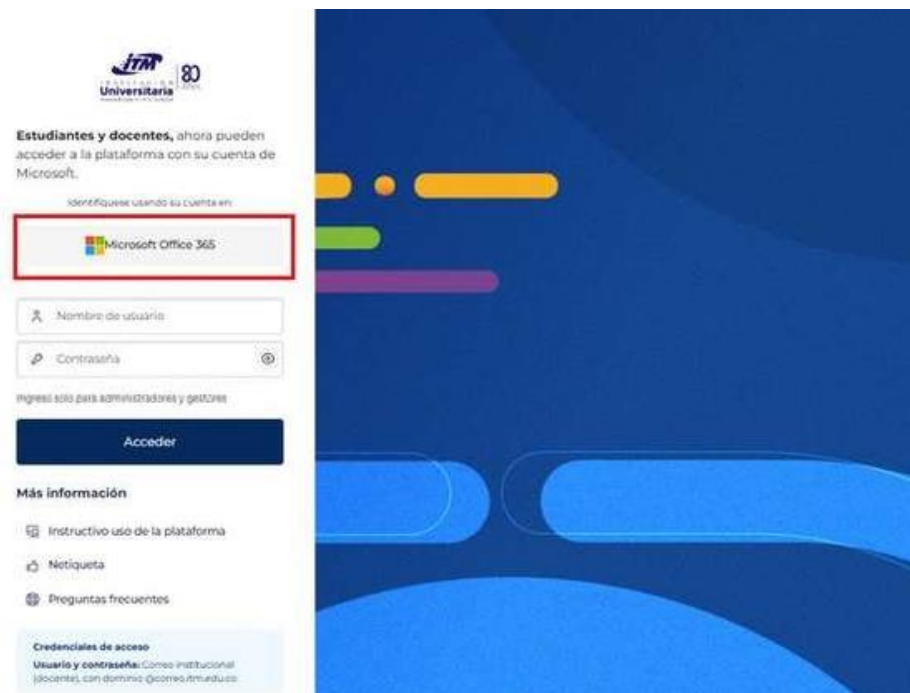 iTM
80
AÑOS
INSTITUCIÓN
Universitaria
Estudiantes y docentes, ahora pueden
acceder a la plataforma con su cuenta de
Microsoft.
Identifíquese usando su cuenta en:
Microsoft Office 365
Nombre de usuario
Contraseña
Ingreso solo para administradores y gestores
Acceder
Más información
Instructivo uso de la plataforma
Netiqueta
Preguntas frecuentes
Credenciales de acceso
Usuario y contraseña: Correo institucional
(docente), con dominio @correo.itm.edu.co